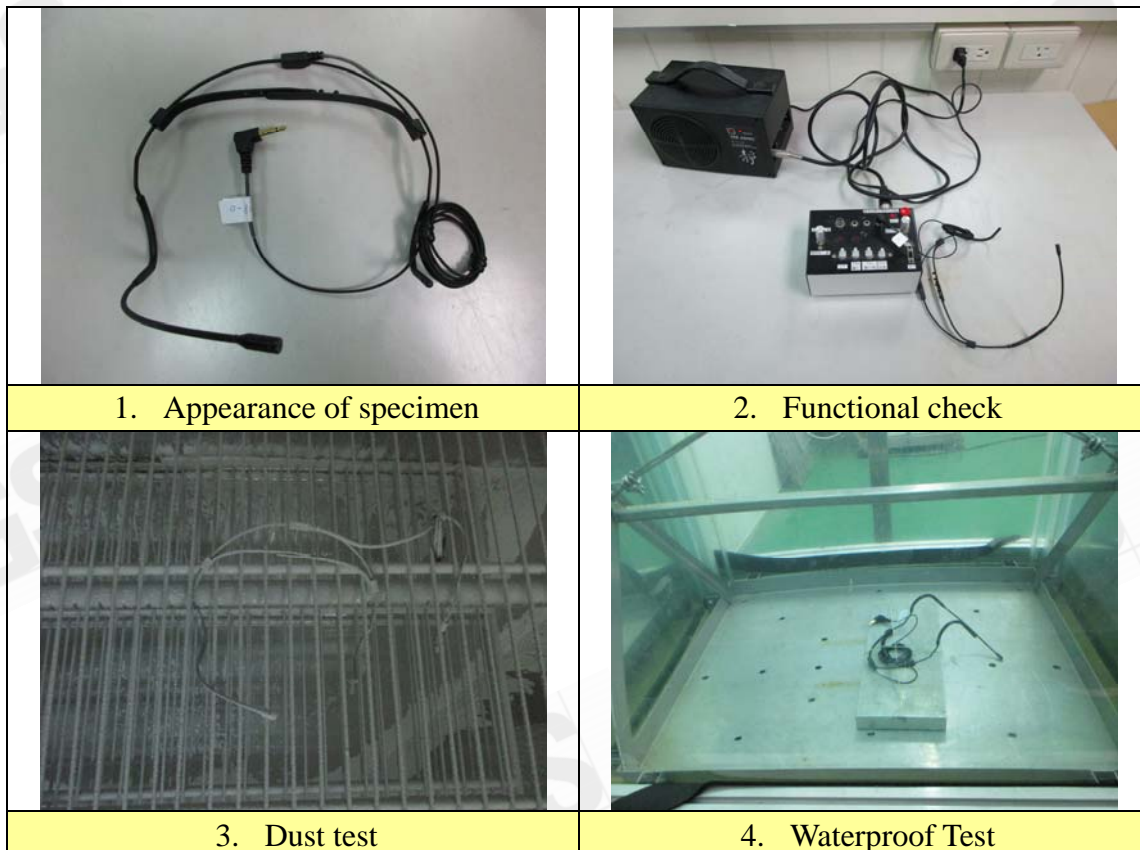 1. Appearance of specimen
2. Functional check
3. Dust test
4. Waterproof Test